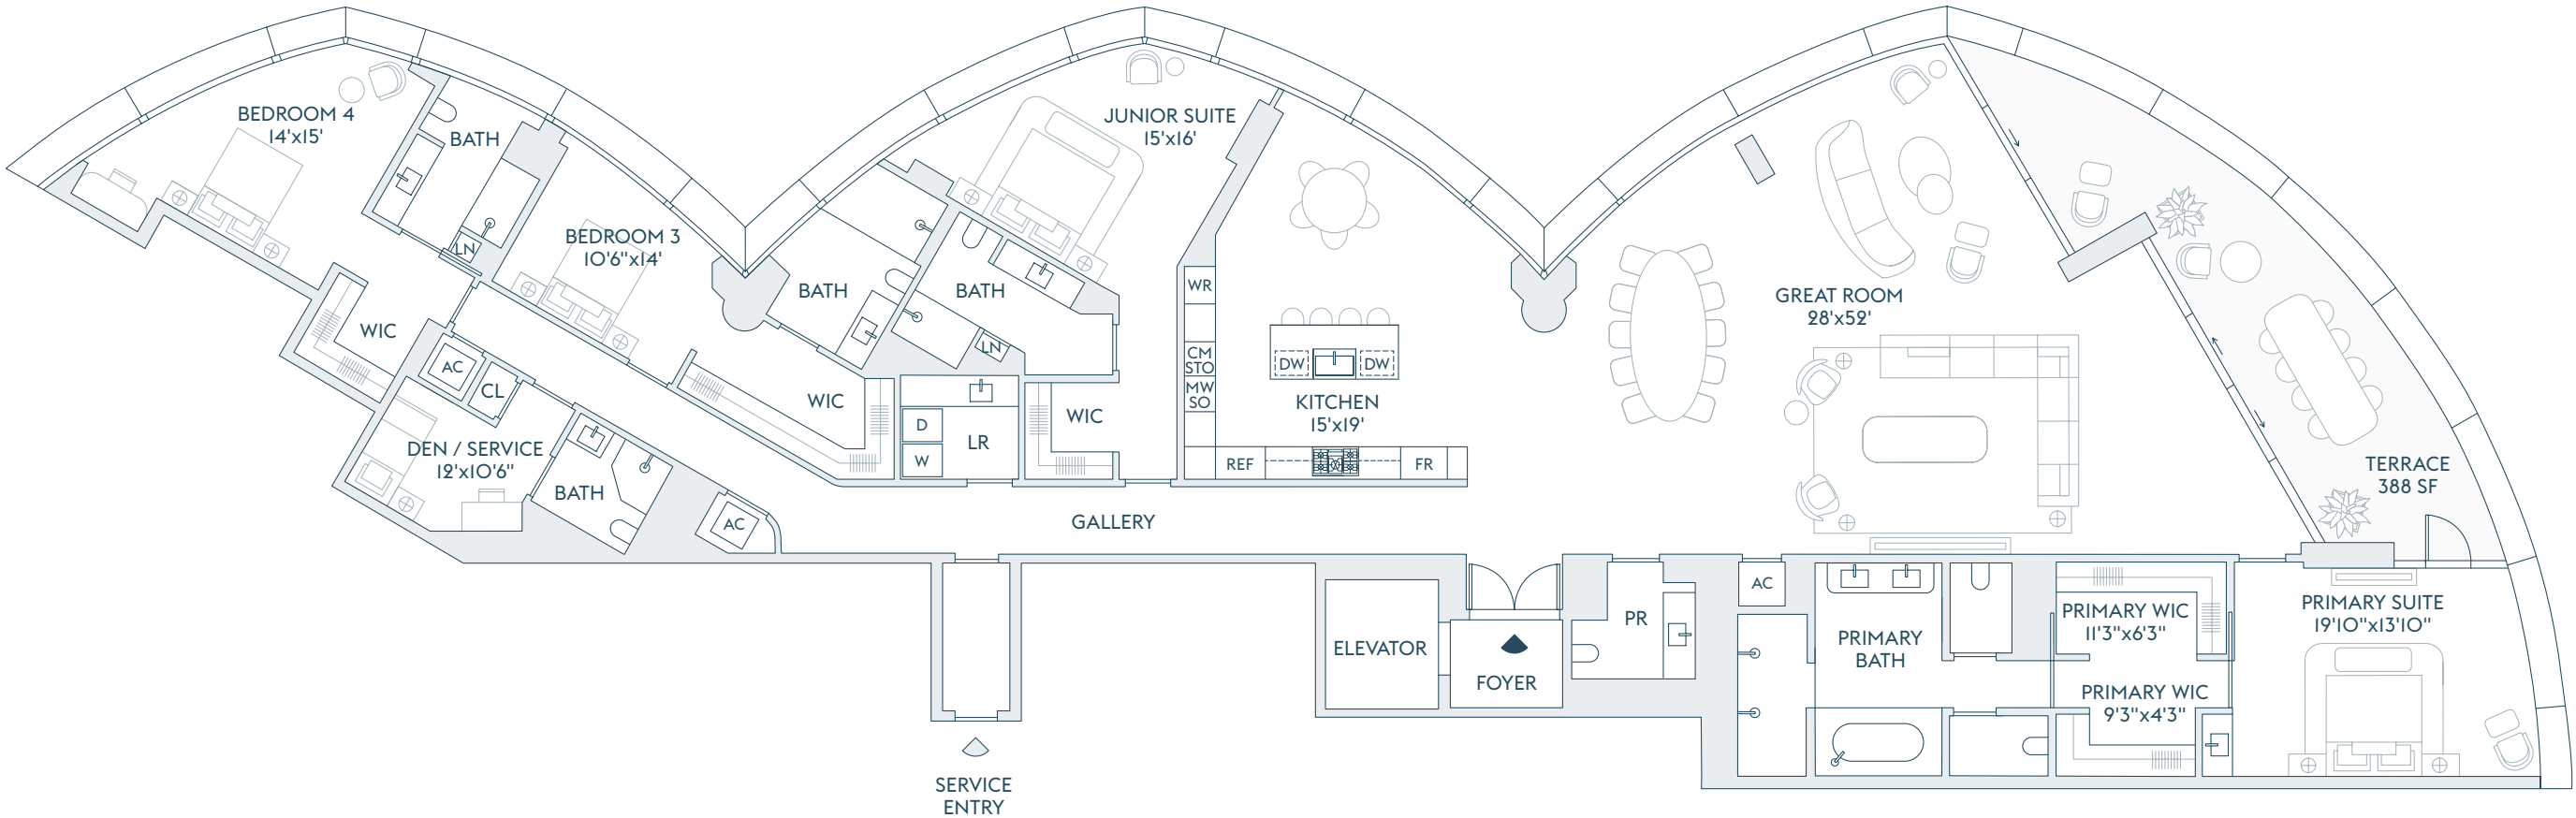 BEDROOM 4
14'x15'
BATH
LN
BEDROOM 3
10'6"x14'
JUNIOR SUITE
15'x16'
BATH
BATH
LN
WIC
AC
CL
DEN / SERVICE
12'x10'6"
BATH
AC
WIC
D
W
LR
WIC
WR
CM
STO
MW
SO
DW
DW
KITCHEN
15'x19'
REF
FR
GALLERY
GREAT ROOM
28'x52'
TERRACE
388 SF
SERVICE
ENTRY
ELEVATOR
FOYER
PR
AC
PRIMARY
BATH
PRIMARY WIC
11'3"x6'3"
PRIMARY WIC
9'3"x4'3"
PRIMARY SUITE
19'10"x13'10"